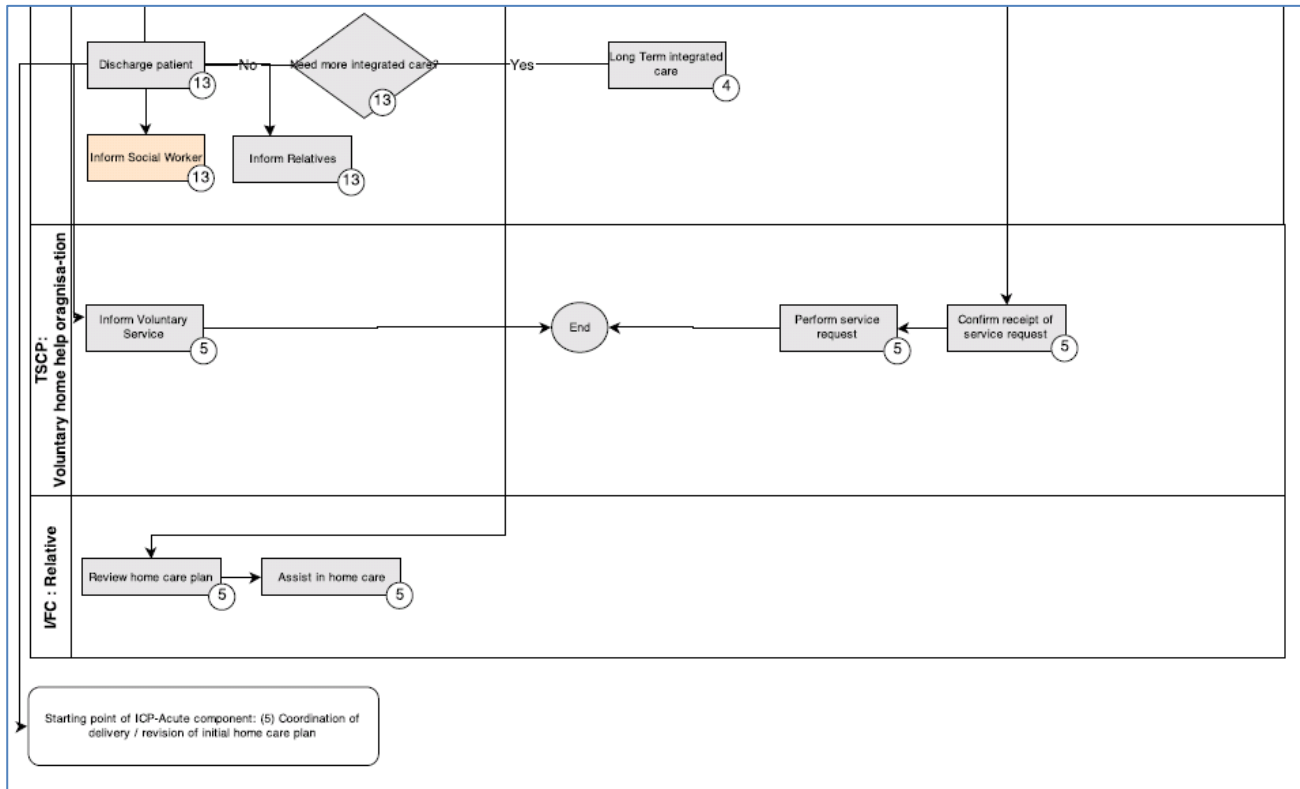 Discharge patient
13
No
Need more integrated care?
13
Yes
Long Term integrated
care
4
Inform Social Worker
13
Inform Relatives
13
TSCP:
Voluntary home help oragnisa-tion
Inform Voluntary
Service
5
End
Perform service
request
5
Confirm receipt of
service request
5
I/FC : Relative
Review home care plan
5
Assist in home care
5
Starting point of ICP-Acute component: (5) Coordination of
delivery / revision of initial home care plan